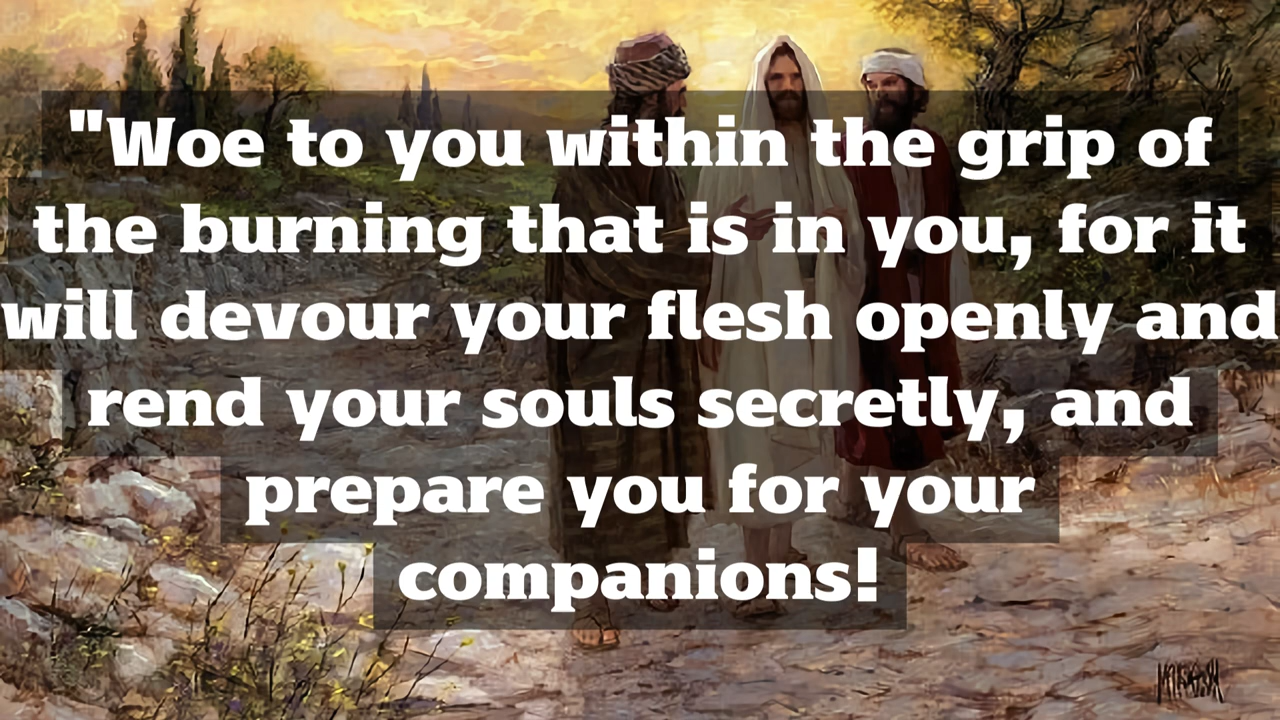 "Woe to you within the grip of
the burning that is in you, for it
will devour your flesh openly and
rend your souls secretly, and
prepare you for your
companions!